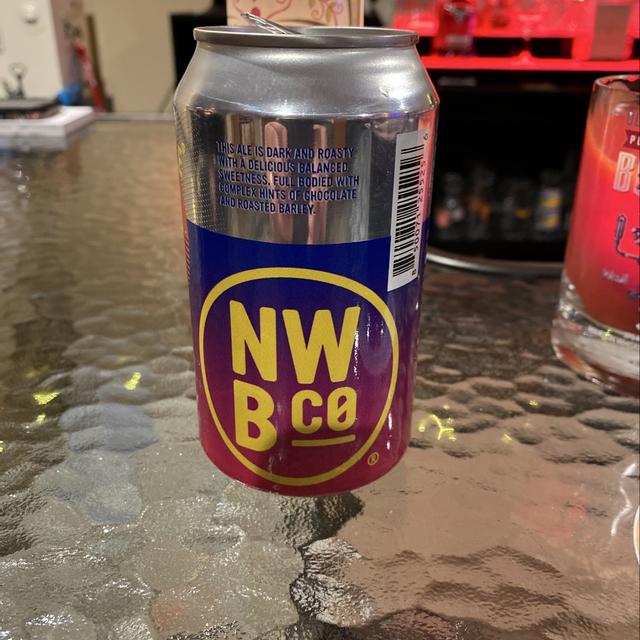 THIS ALE IS DARK AND ROASTY
WITH A DELICIOUS BALANCED
SWEETNESS. FULL BODIED WITH
COMPLEX HINTS OF CHOCOLATE
AND ROASTED BARLEY.
NW
B CO
®